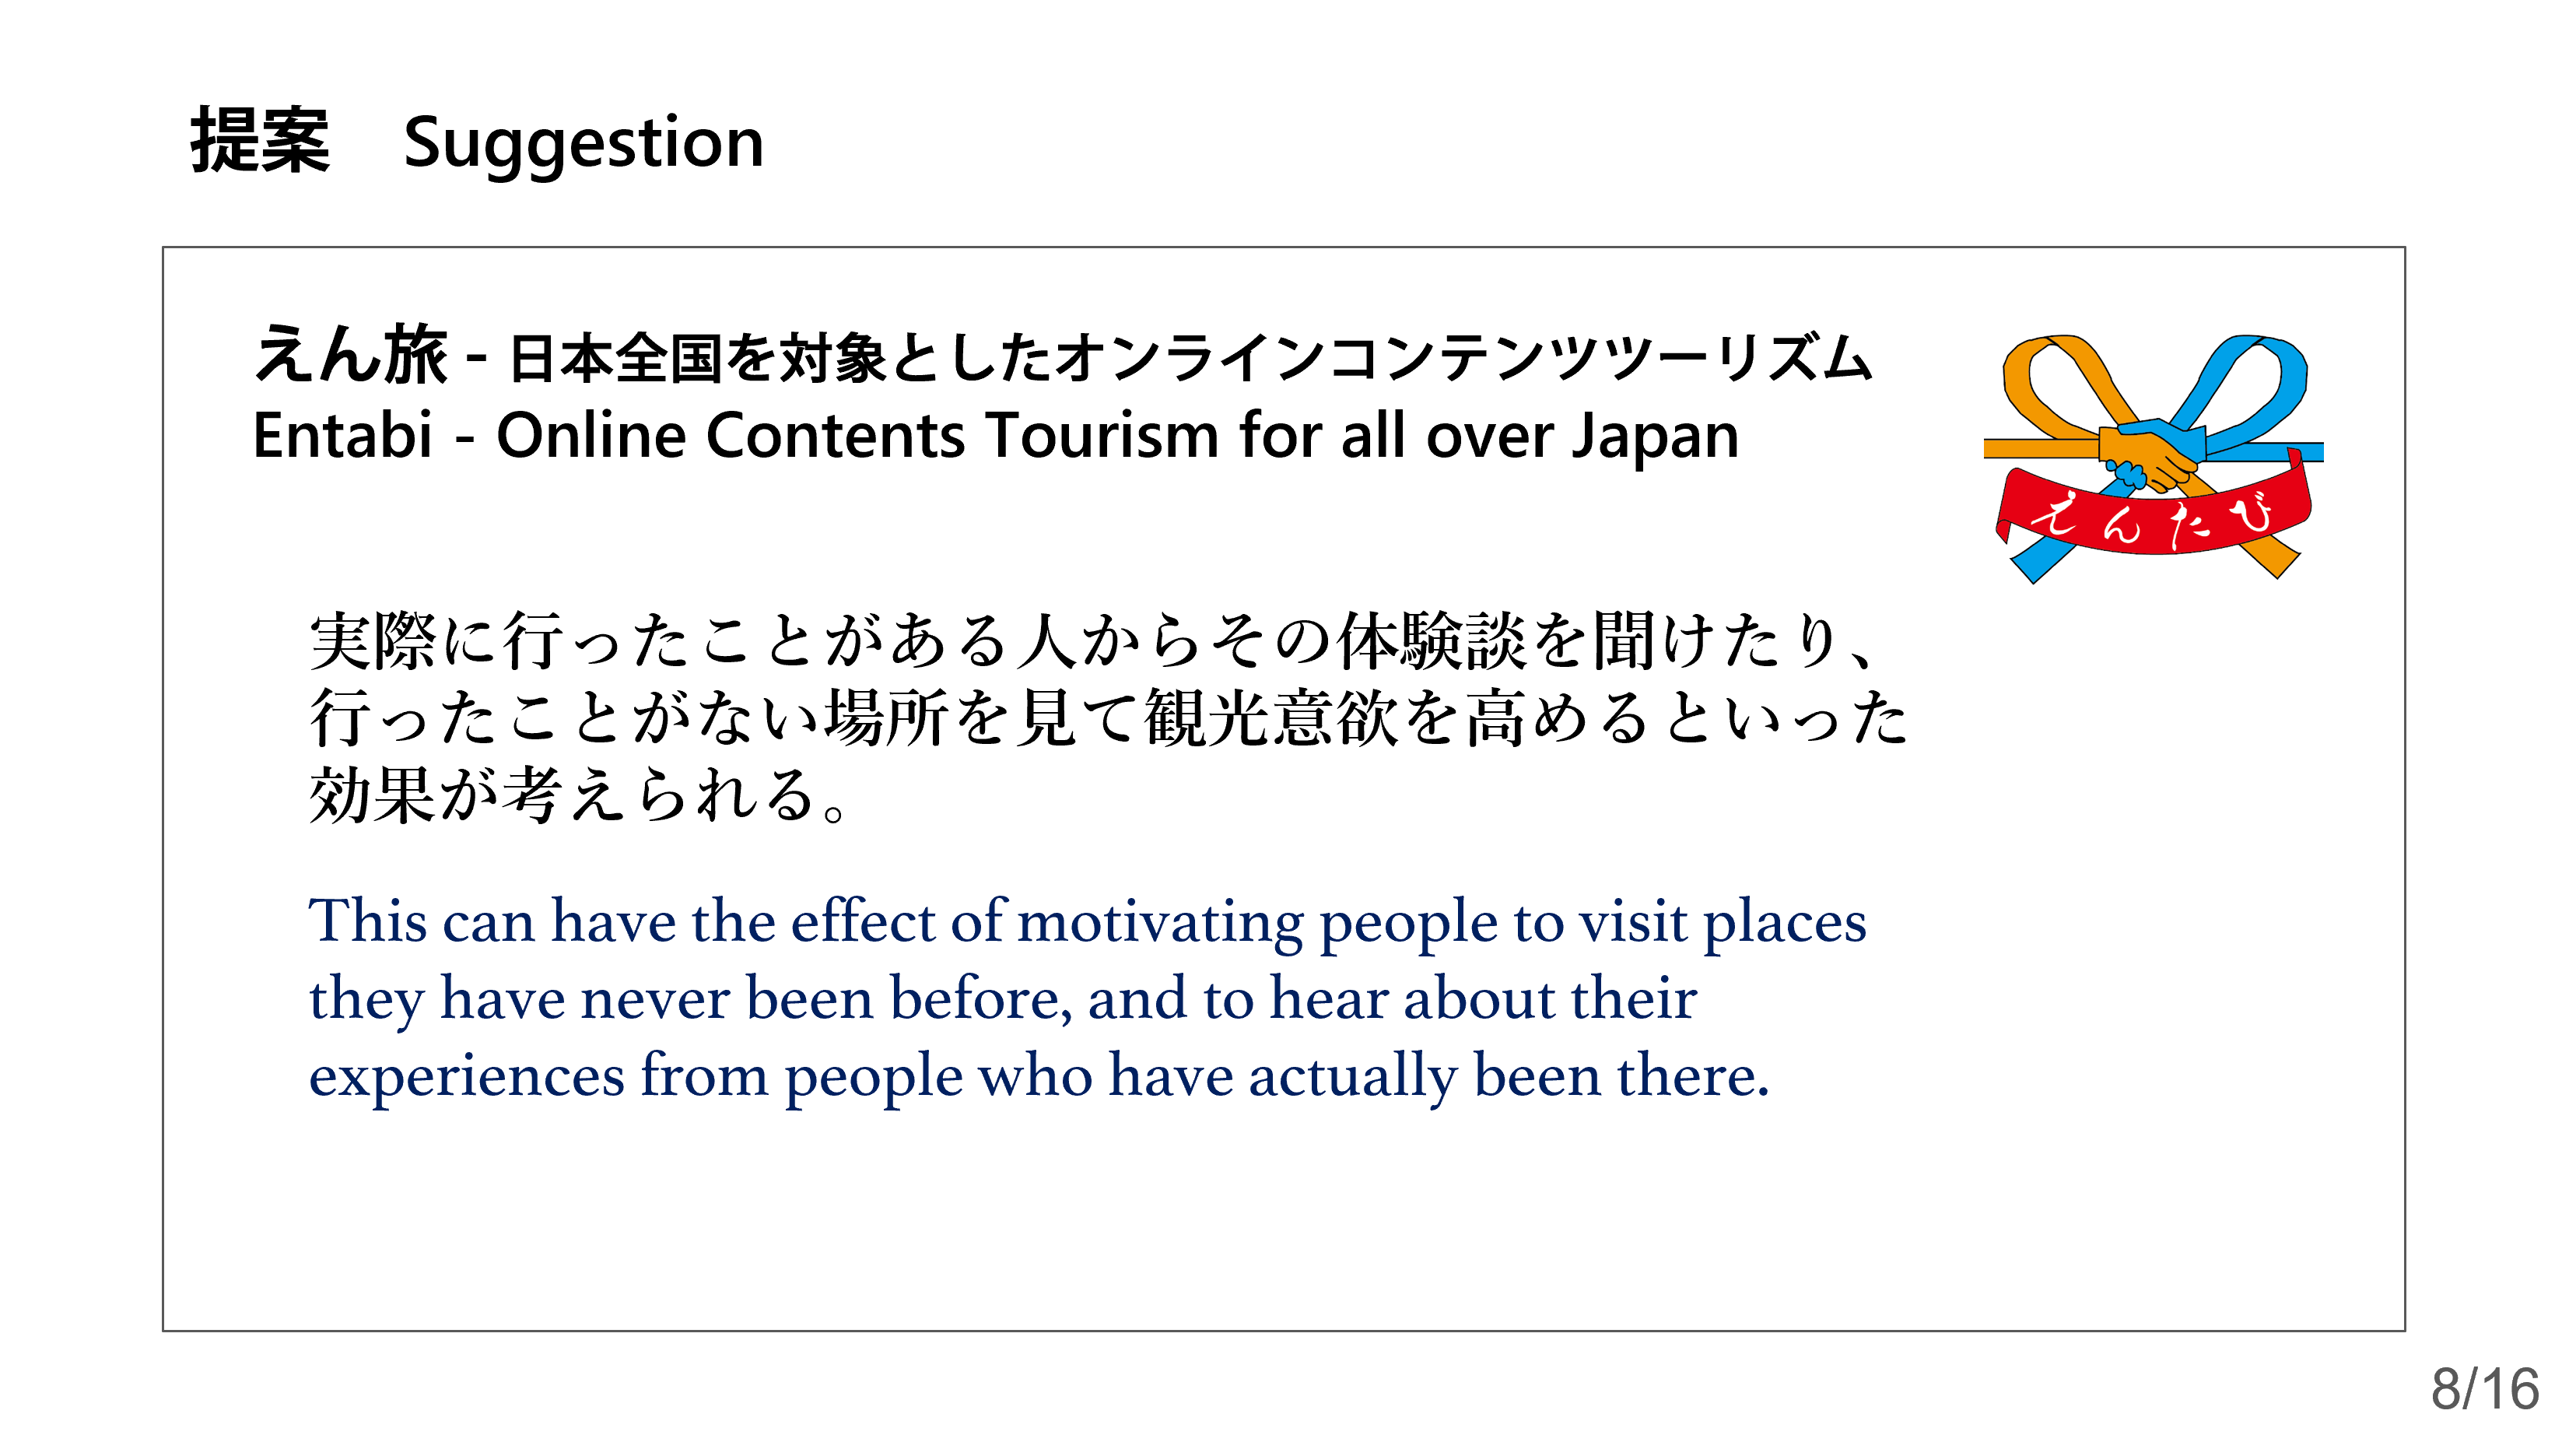 提案　Suggestion
えん旅 - 日本全国を対象としたオンラインコンテンツツーリズム
Entabi - Online Contents Tourism for all over Japan
えんたび
実際に行ったことがある人からその体験談を聞けたり、
行ったことがない場所を見て観光意欲を高めるといった
効果が考えられる。
This can have the effect of motivating people to visit places
they have never been before, and to hear about their
experiences from people who have actually been there.
8/16